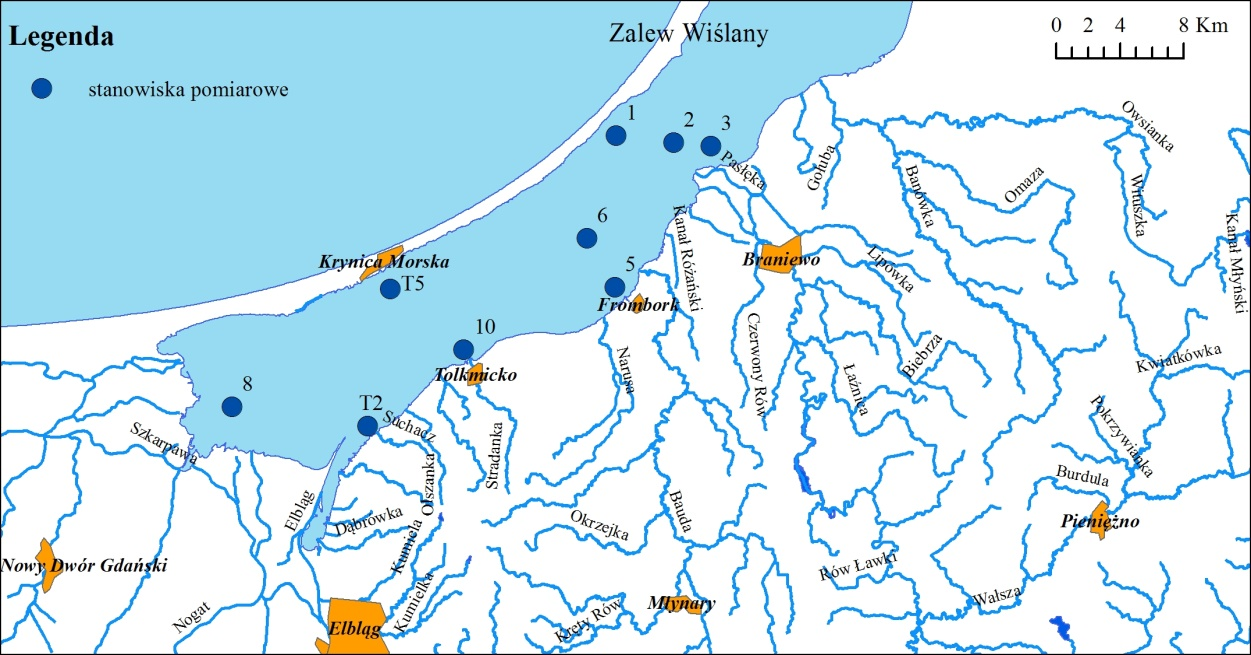 Legenda
stanowiska pomiarowe
Zalew Wiślany
0 2 4 8 Km
1
2
3
Pasłęka
Gołuba
Owsianka
Banówka
Omaza
Wituszka
Kanał Młyński
6
Kanał Różański
Krynica Morska
T5
5
Frombork
Braniewo
Lipówka
10
Tolkmicko
Narusa
Czerwony Rów
Łaźnica
Biebrza
Kwiatkówka
8
T2
Suchacz
Szkarpawa
Stradanka
Olszanka
Pokrzywianka
Burdula
Elbląg
Dąbrówka
Kumiela
Okrzejka
Bauda
Pieniężno
Nowy Dwór Gdański
Kumielka
Rów Ławki
Nogat
Elbląg
Kręty Rów
Młynary
Wałsza